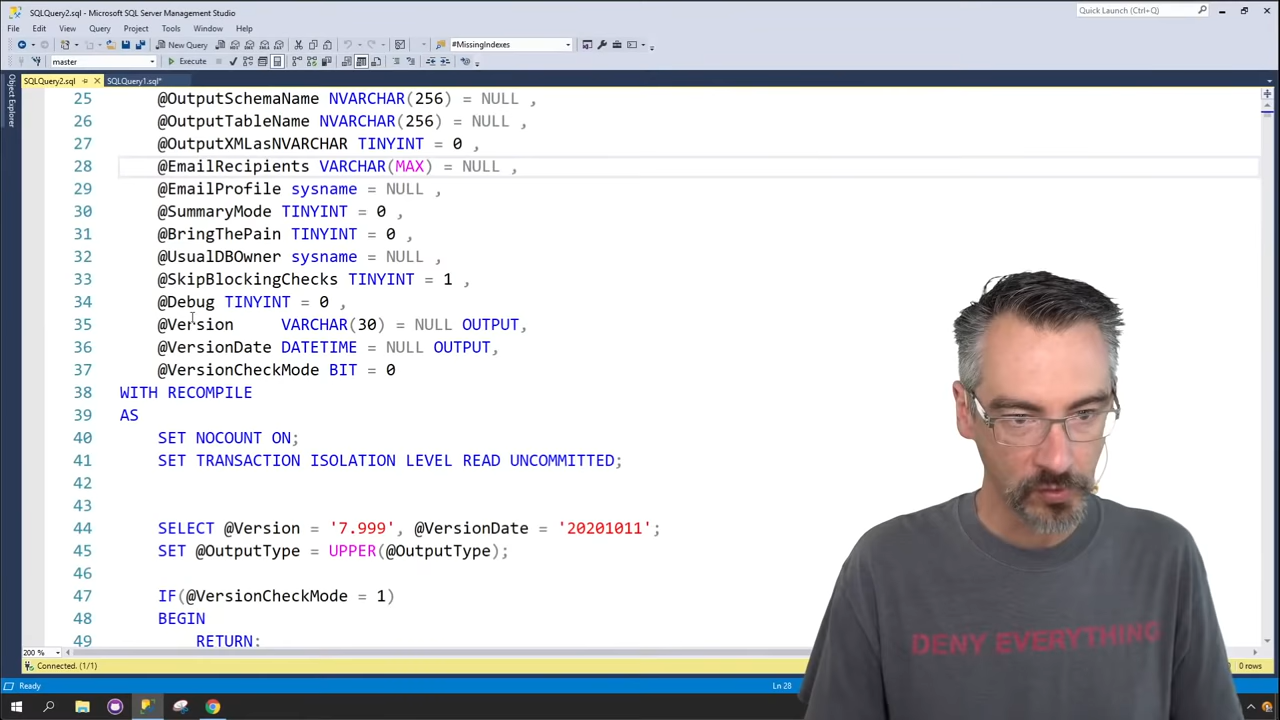 SQLQuery2.sql - Microsoft SQL Server Management Studio
Quick Launch (Ctrl+Q)
File Edit View Query Project Tools Window Help
New Query
#MissingIndexes
master
Execute
SQLQuery2.sql
SQLQuery1.sql*
Object Explorer
25 @OutputSchemaName NVARCHAR(256) = NULL ,
26 @OutputTableName NVARCHAR(256) = NULL ,
27 @OutputXMLasNVARCHAR TINYINT = 0 ,
28 @EmailRecipients VARCHAR(MAX) = NULL ,
29 @EmailProfile sysname = NULL ,
30 @SummaryMode TINYINT = 0 ,
31 @BringThePain TINYINT = 0 ,
32 @UsualDBOwner sysname = NULL ,
33 @SkipBlockingChecks TINYINT = 1 ,
34 @Debug TINYINT = 0 ,
35 @Version VARCHAR(30) = NULL OUTPUT,
36 @VersionDate DATETIME = NULL OUTPUT,
37 @VersionCheckMode BIT = 0
38 WITH RECOMPILE
39 AS
40 SET NOCOUNT ON;
41 SET TRANSACTION ISOLATION LEVEL READ UNCOMMITTED;
42
43
44 SELECT @Version = '7.999', @VersionDate = '20201011';
45 SET @OutputType = UPPER(@OutputType);
46
47 IF(@VersionCheckMode = 1)
48 BEGIN
49 RETURN;
200 %
Connected. (1/1)
0 rows
Ready
Ln 28
DENY EVERYTHING